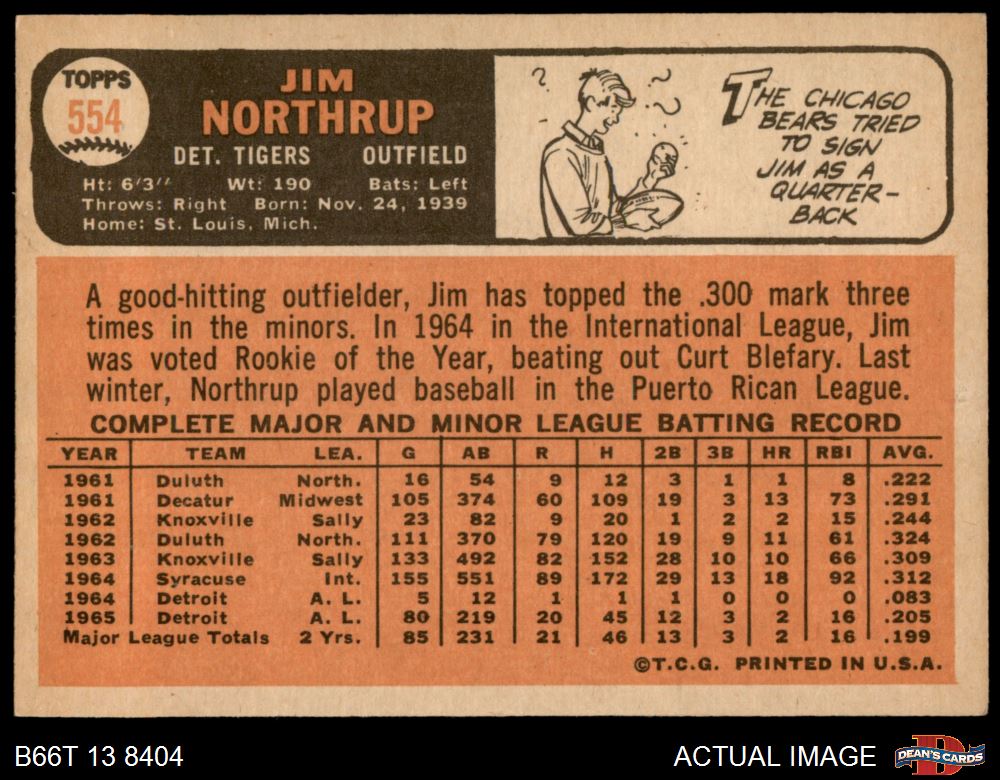 TOPPS
554
JIM
NORTHRUP
DET. TIGERS OUTFIELD
Ht: 6'3" Wt: 190 Bats: Left
Throws: Right Born: Nov. 24, 1939
Home: St. Louis, Mich.
? ? ?
THE CHICAGO
BEARS TRIED
TO SIGN
JIM AS A
QUARTER-
BACK
A good-hitting outfielder, Jim has topped the .300 mark three
times in the minors. In 1964 in the International League, Jim
was voted Rookie of the Year, beating out Curt Blefary. Last
winter, Northrup played baseball in the Puerto Rican League.
COMPLETE MAJOR AND MINOR LEAGUE BATTING RECORD
YEAR TEAM LEA. G AB R H 2B 3B HR RBI AVG.
1961 Duluth North. 16 54 9 12 3 1 1 8 .222
1961 Decatur Midwest 105 374 60 109 19 3 13 73 .291
1962 Knoxville Sally 23 82 9 20 1 2 2 15 .244
1962 Duluth North. 111 370 79 120 19 9 11 61 .324
1963 Knoxville Sally 133 492 82 152 28 10 10 66 .309
1964 Syracuse Int. 155 551 89 172 29 13 18 92 .312
1964 Detroit A. L. 5 12 1 1 1 0 0 0 .083
1965 Detroit A. L. 80 219 20 45 12 3 2 16 .205
Major League Totals 2 Yrs. 85 231 21 46 13 3 2 16 .199
©T.C.G. PRINTED IN U.S.A.
B66T 13 8404 ACTUAL IMAGE DEAN'S CARDS